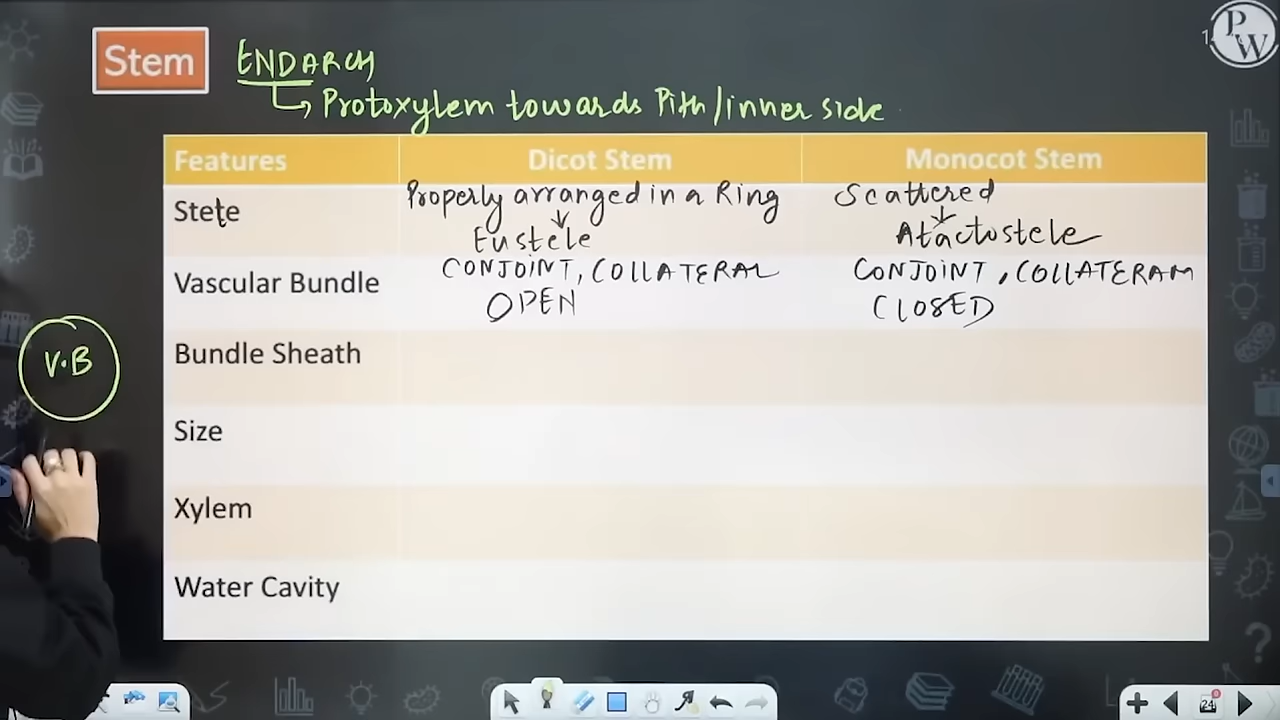 Stem
ENDARCH
PW
Protoxylem towards Pith/inner side
Features Dicot Stem Monocot Stem
Properly arranged in a Ring Scattered
Stele
Eustele Atactostele
CONJOINT, COLLATERAL CONJOINT, COLLATERAM
Vascular Bundle
OPEN CLOSED
Bundle Sheath
V.B
Size
Xylem
Water Cavity
24